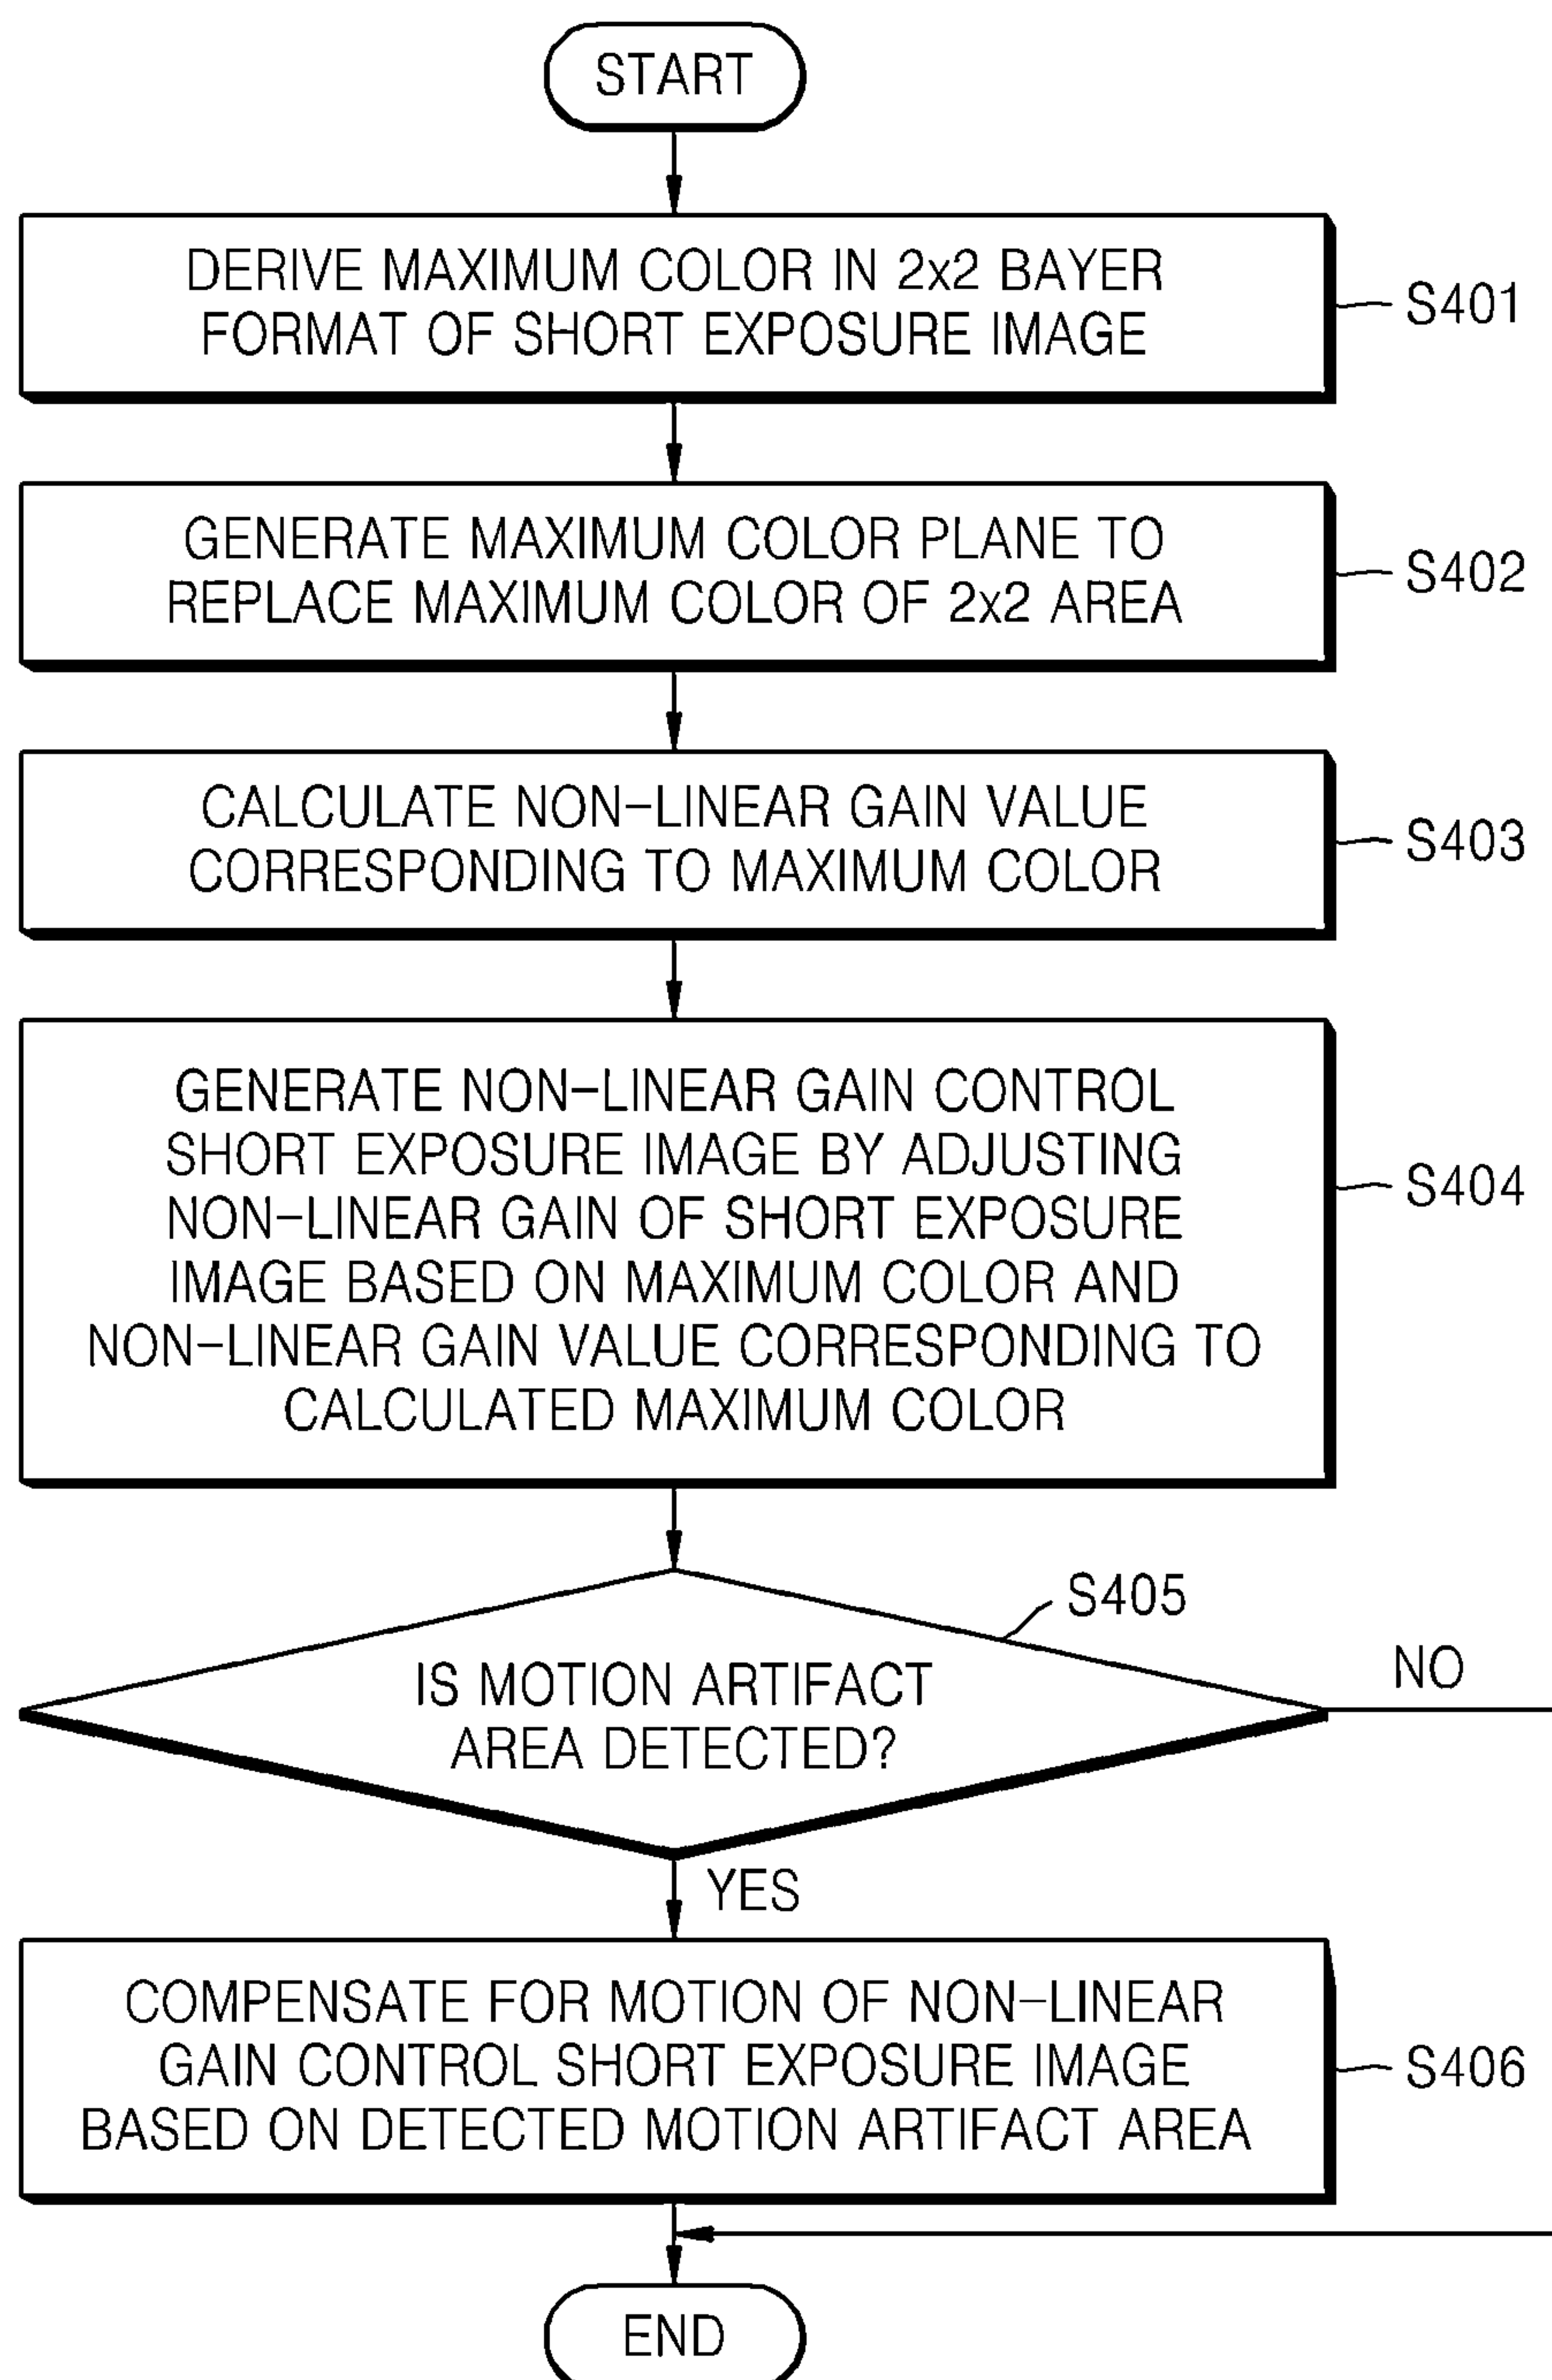 START
DERIVE MAXIMUM COLOR IN 2x2 BAYER
FORMAT OF SHORT EXPOSURE IMAGE
S401
GENERATE MAXIMUM COLOR PLANE TO
REPLACE MAXIMUM COLOR OF 2x2 AREA
S402
CALCULATE NON-LINEAR GAIN VALUE
CORRESPONDING TO MAXIMUM COLOR
S403
GENERATE NON-LINEAR GAIN CONTROL
SHORT EXPOSURE IMAGE BY ADJUSTING
NON-LINEAR GAIN OF SHORT EXPOSURE
IMAGE BASED ON MAXIMUM COLOR AND
NON-LINEAR GAIN VALUE CORRESPONDING TO
CALCULATED MAXIMUM COLOR
S404
S405
IS MOTION ARTIFACT
AREA DETECTED?
NO
YES
COMPENSATE FOR MOTION OF NON-LINEAR
GAIN CONTROL SHORT EXPOSURE IMAGE
BASED ON DETECTED MOTION ARTIFACT AREA
S406
END